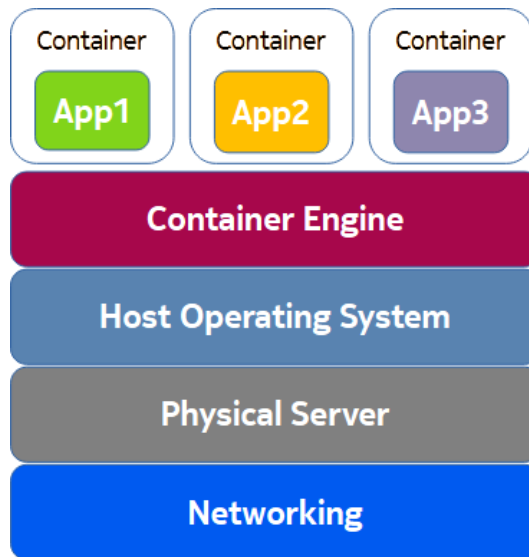 Container Container Container
App1 App2 App3
Container Engine
Host Operating System
Physical Server
Networking